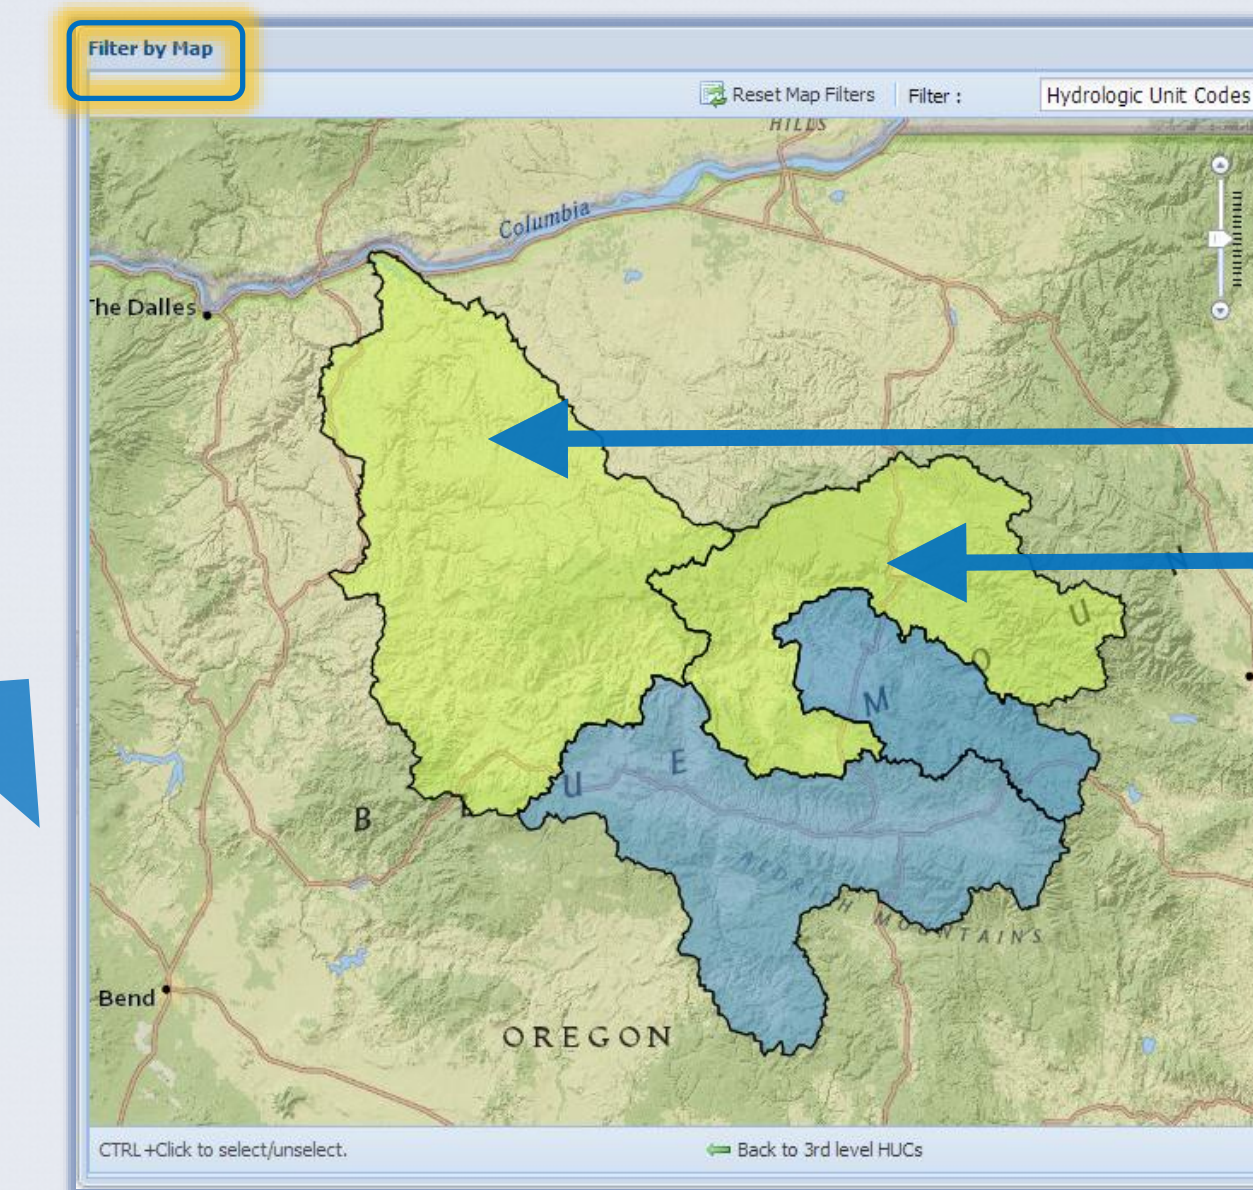 Filter by Map
Reset Map Filters
Filter :
Hydrologic Unit Codes
HILLS
Columbia
The Dalles
N
U
O
M
E
U
L
B
ALDRICH MOUNTAINS
Bend
OREGON
CTRL+Click to select/unselect.
Back to 3rd level HUCs